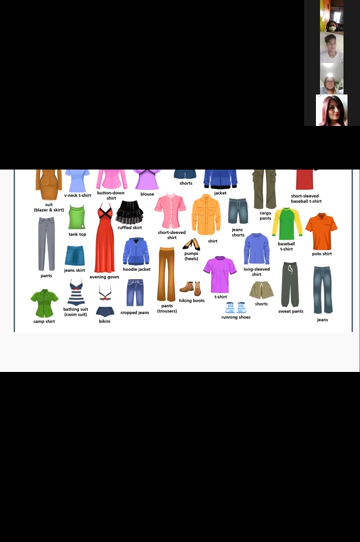 suit
(blazer & skirt)
v-neck t-shirt
button-down
shirt
blouse
shorts
jacket
cargo
pants
short-sleeved
baseball t-shirt
tank top
ruffled skirt
short-sleeved
shirt
shirt
jeans
shorts
baseball
t-shirt
polo shirt
pants
jeans skirt
evening gown
hoodie jacket
pumps
(heels)
long-sleeved
shirt
camp shirt
bathing suit
(swim suit)
bikini
cropped jeans
pants
(trousers)
hiking boots
t-shirt
running shoes
shorts
sweat pants
jeans